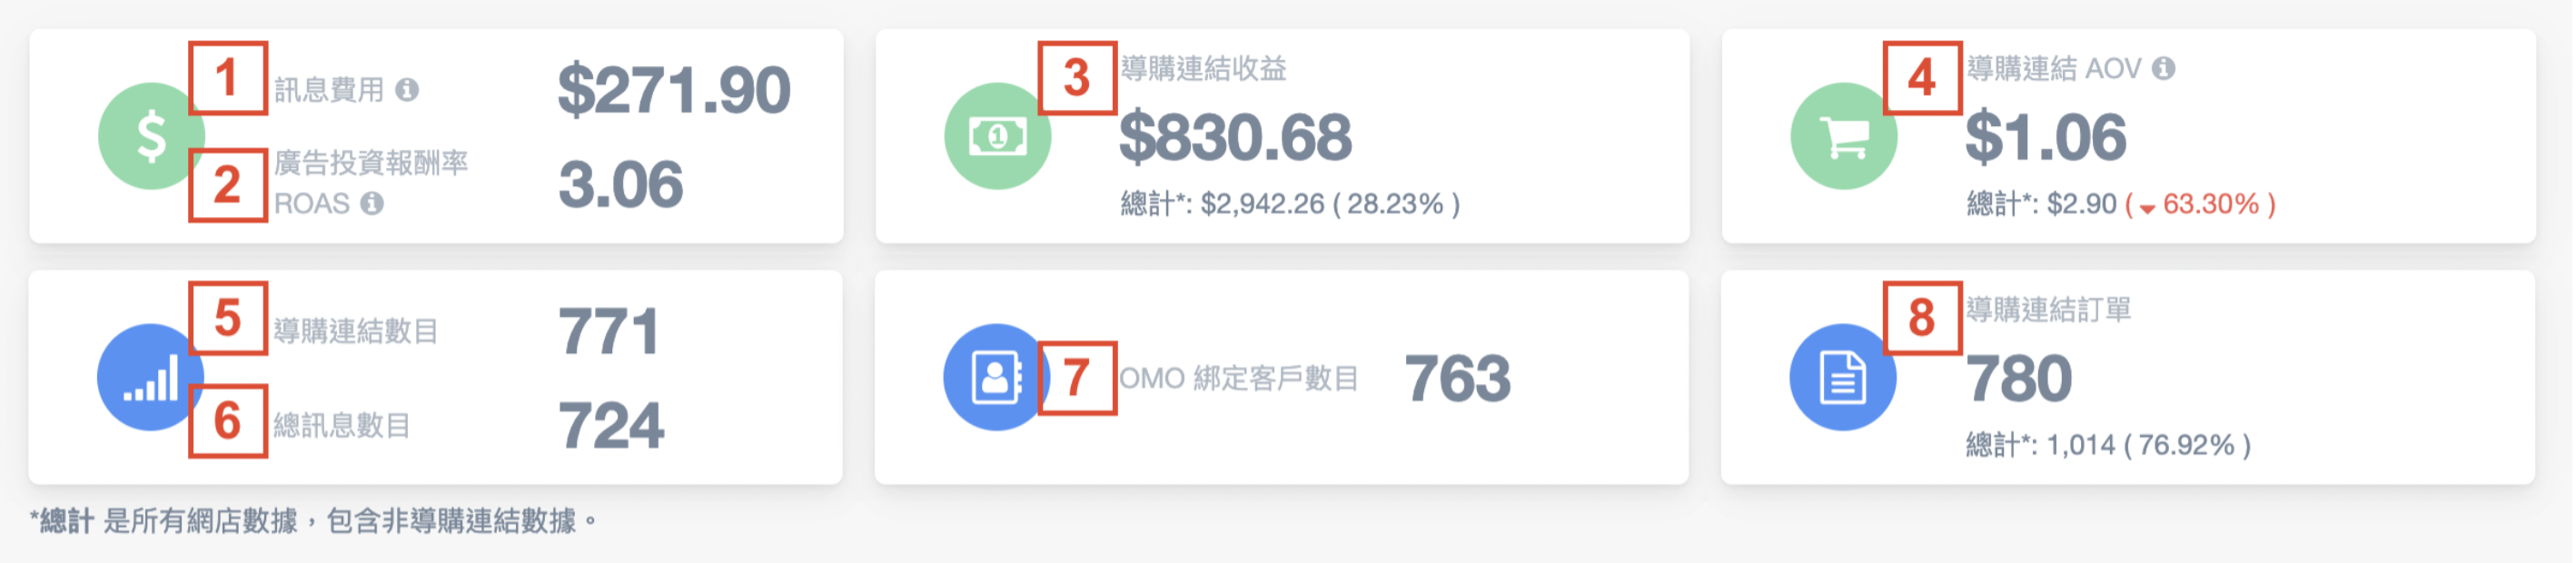 1 訊息費用 $271.90
2 廣告投資報酬率
ROAS 3.06
3 導購連結收益
$830.68
總計*: $2,942.26 ( 28.23% )
4 導購連結 AOV
$1.06
總計*: $2.90 ( 63.30% )
5 導購連結數目 771
6 總訊息數目 724
7 OMO 綁定客戶數目 763
8 導購連結訂單
780
總計*: 1,014 ( 76.92% )
*總計 是所有網店數據，包含非導購連結數據。